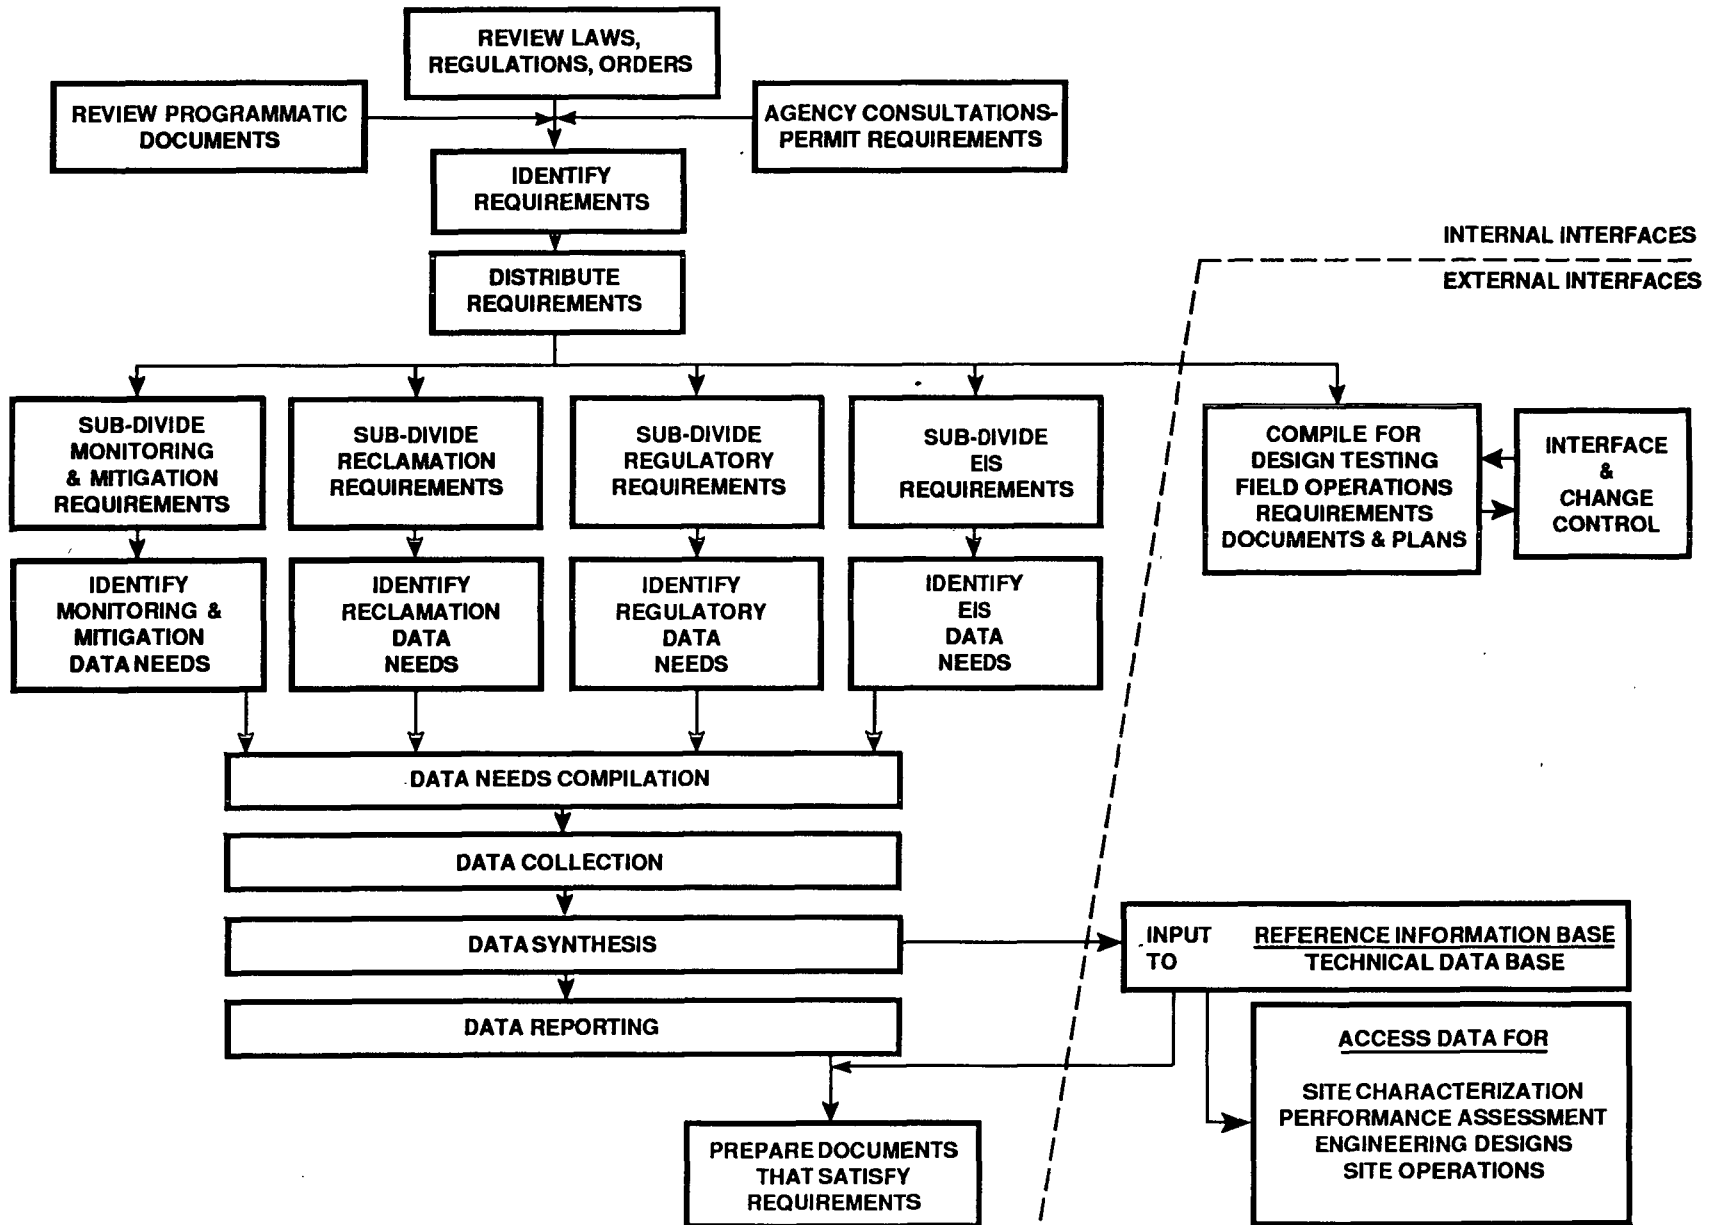 REVIEW LAWS,
REGULATIONS, ORDERS
REVIEW PROGRAMMATIC
DOCUMENTS
AGENCY CONSULTATIONS-
PERMIT REQUIREMENTS
IDENTIFY
REQUIREMENTS
DISTRIBUTE
REQUIREMENTS
INTERNAL INTERFACES
EXTERNAL INTERFACES
SUB-DIVIDE
MONITORING
& MITIGATION
REQUIREMENTS
SUB-DIVIDE
RECLAMATION
REQUIREMENTS
SUB-DIVIDE
REGULATORY
REQUIREMENTS
SUB-DIVIDE
EIS
REQUIREMENTS
COMPILE FOR
DESIGN TESTING
FIELD OPERATIONS
REQUIREMENTS
DOCUMENTS & PLANS
INTERFACE
&
CHANGE
CONTROL
IDENTIFY
MONITORING &
MITIGATION
DATA NEEDS
IDENTIFY
RECLAMATION
DATA
NEEDS
IDENTIFY
REGULATORY
DATA
NEEDS
IDENTIFY
EIS
DATA
NEEDS
DATA NEEDS COMPILATION
DATA COLLECTION
DATA SYNTHESIS
INPUT
TO
REFERENCE INFORMATION BASE
TECHNICAL DATA BASE
DATA REPORTING
ACCESS DATA FOR
SITE CHARACTERIZATION
PERFORMANCE ASSESSMENT
ENGINEERING DESIGNS
SITE OPERATIONS
PREPARE DOCUMENTS
THAT SATISFY
REQUIREMENTS